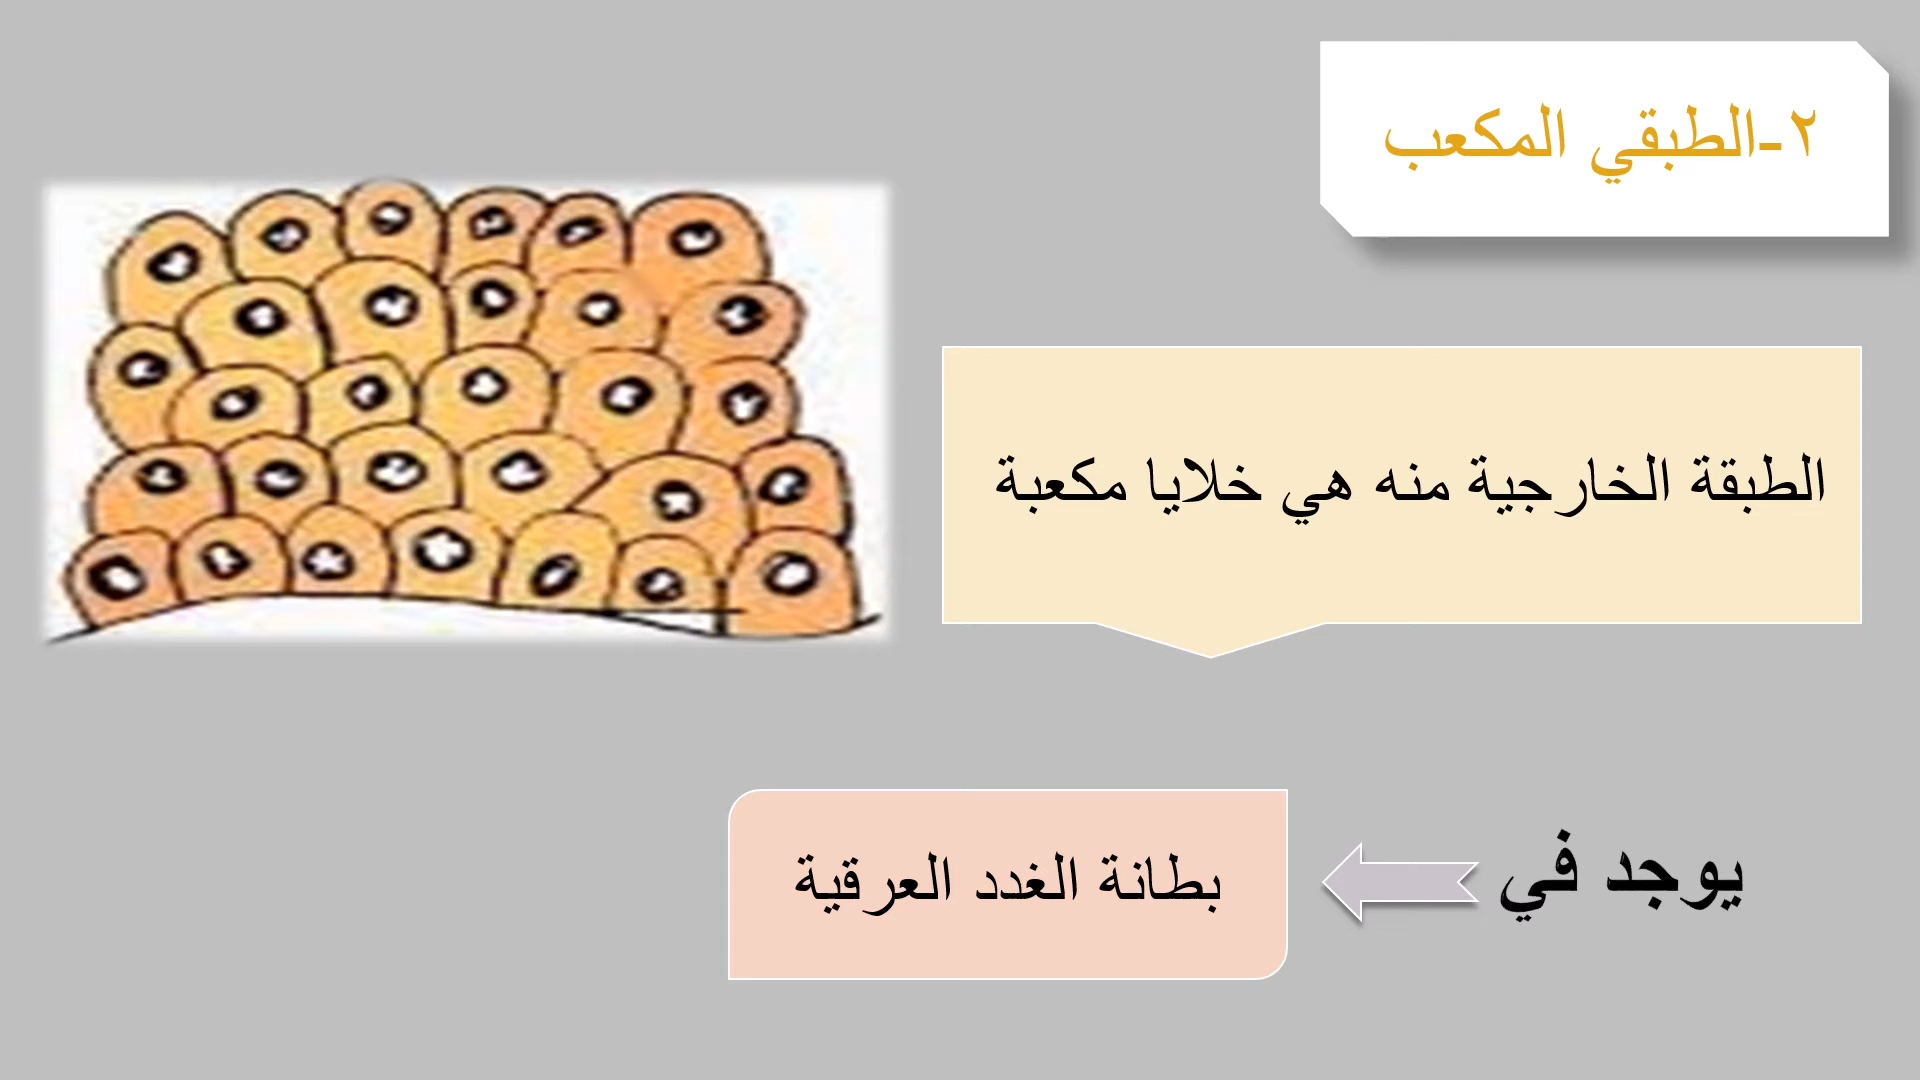 ٢-الطبقي المكعب
الطبقة الخارجية منه هي خلايا مكعبة
يوجد في
بطانة الغدد العرقية